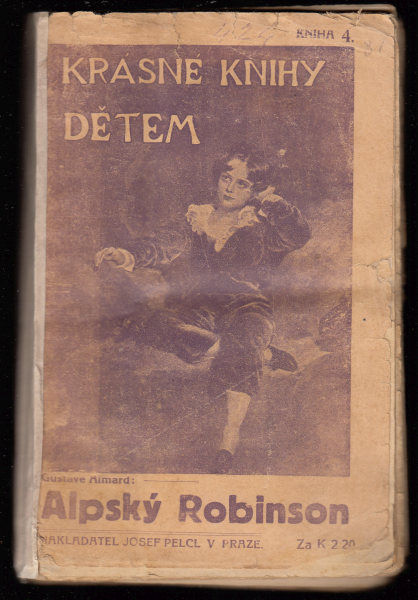 KNIHA 4.
KRASNÉ KNIHY
DĚTEM
Gustave Aimard:
Alpský Robinson
NAKLADATEL JOSEF PELCL V PRAZE. Za K 2·20